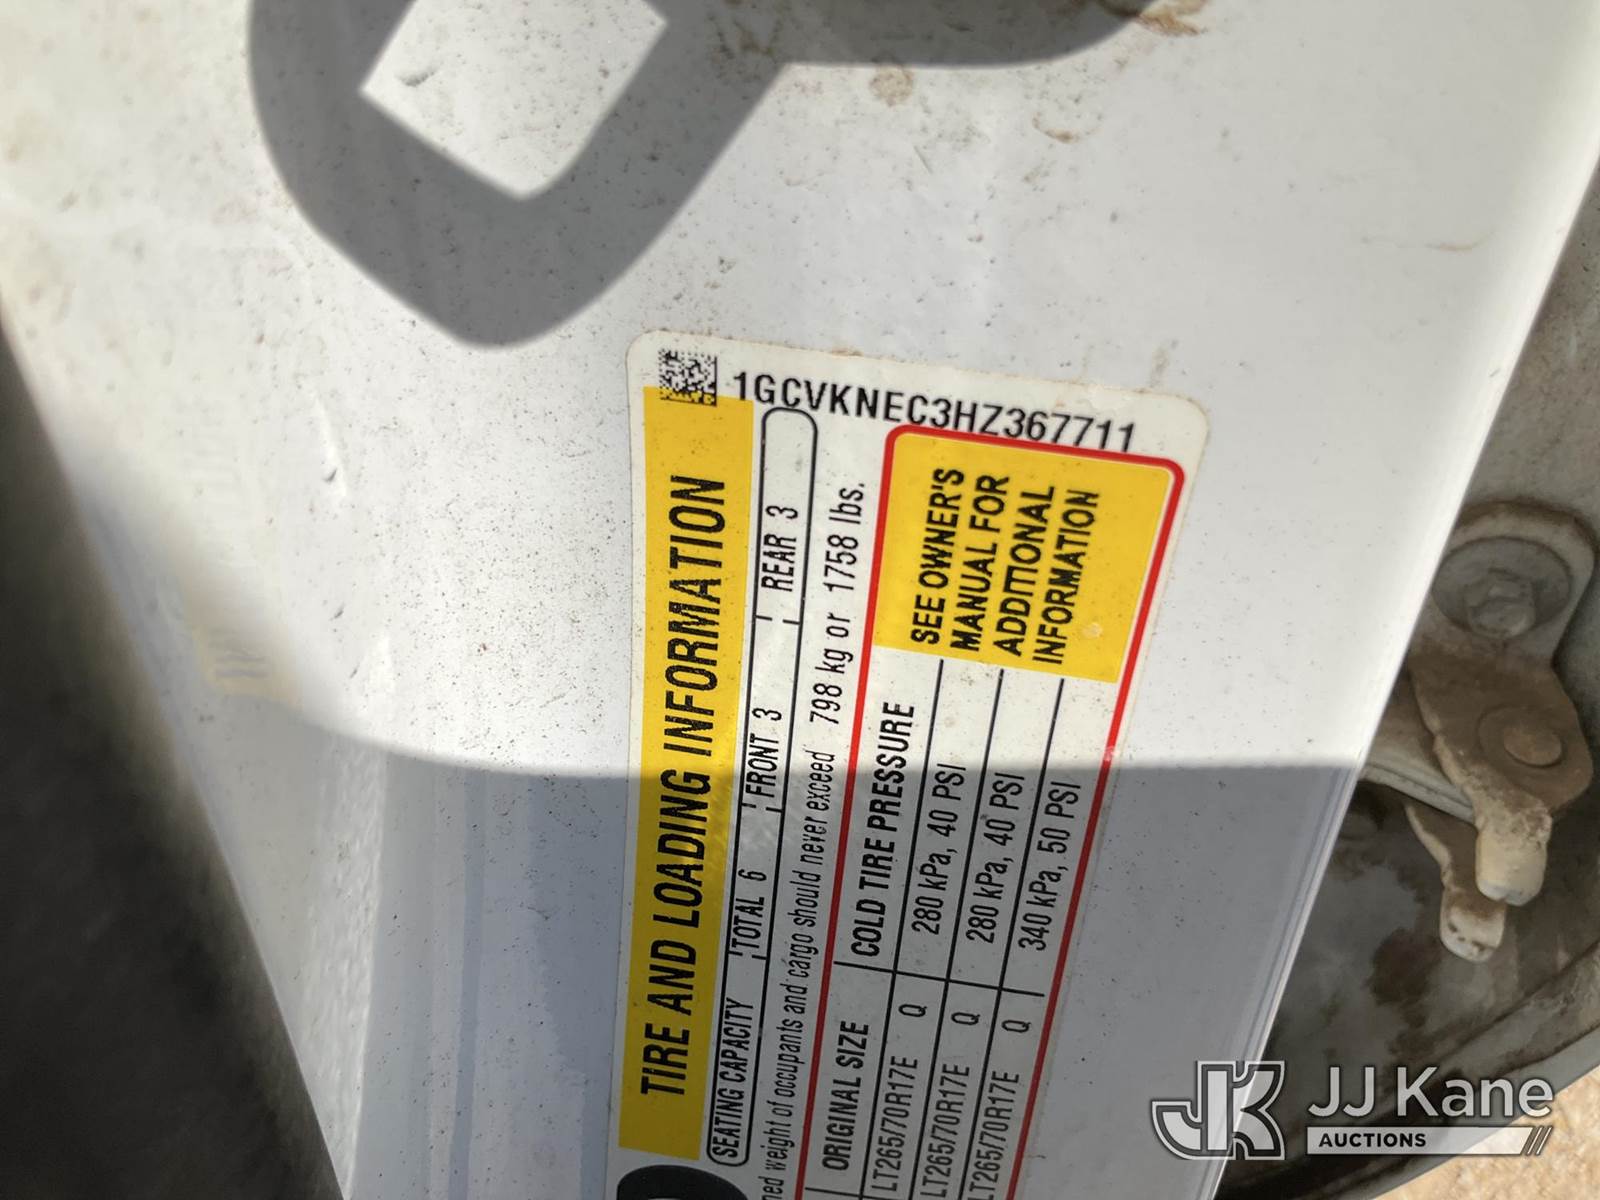 1GCVKNEC3HZ367711
TIRE AND LOADING INFORMATION
SEATING CAPACITY TOTAL 6 FRONT 3 REAR 3
weight of occupants and cargo should never exceed 798 kg or 1758 lbs.
ORIGINAL SIZE COLD TIRE PRESSURE
LT265/70R17E Q 280 kPa, 40 PSI
LT265/70R17E Q 280 kPa, 40 PSI
LT265/70R17E Q 340 kPa, 50 PSI
SEE OWNER'S
MANUAL FOR
ADDITIONAL
INFORMATION
JJ Kane
AUCTIONS